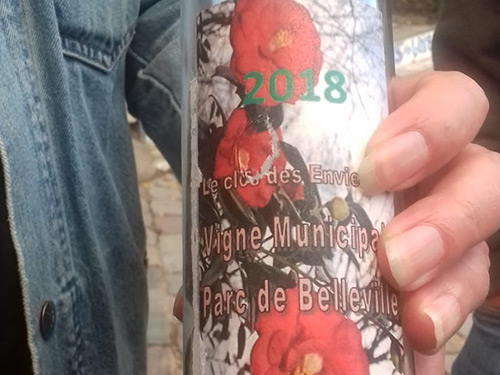 2018
Le clos des Envie
Vigne Municipal
Parc de Belleville